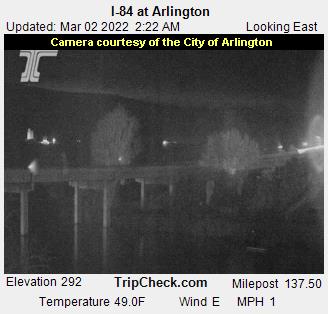 I-84 at Arlington
Updated: Mar 02 2022 2:22 AM Looking East
Camera courtesy of the City of Arlington
Elevation 292 TripCheck.com Milepost 137.50
Temperature 49.0F Wind E MPH 1